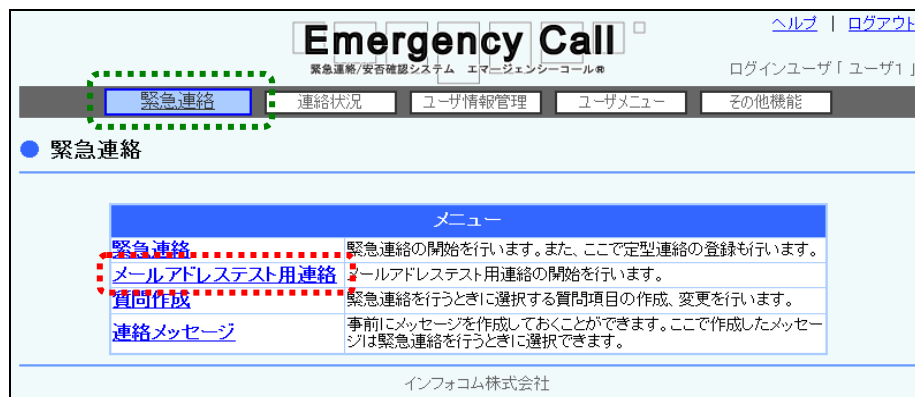 ヘルプ | ログアウト
Emergency Call
緊急連絡/安否確認システム エマージェンシーコール®
ログインユーザ「 ユーザ1 」
緊急連絡 連絡状況 ユーザ情報管理 ユーザメニュー その他機能
緊急連絡
メニュー
緊急連絡 緊急連絡の開始を行います。また、ここで定型連絡の登録も行います。
メールアドレステスト用連絡 メールアドレステスト用連絡の開始を行います。
質問作成 緊急連絡を行うときに選択する質問項目の作成、変更を行います。
連絡メッセージ 事前にメッセージを作成しておくことができます。ここで作成したメッセー
ジは緊急連絡を行うときに選択できます。
インフォコム株式会社